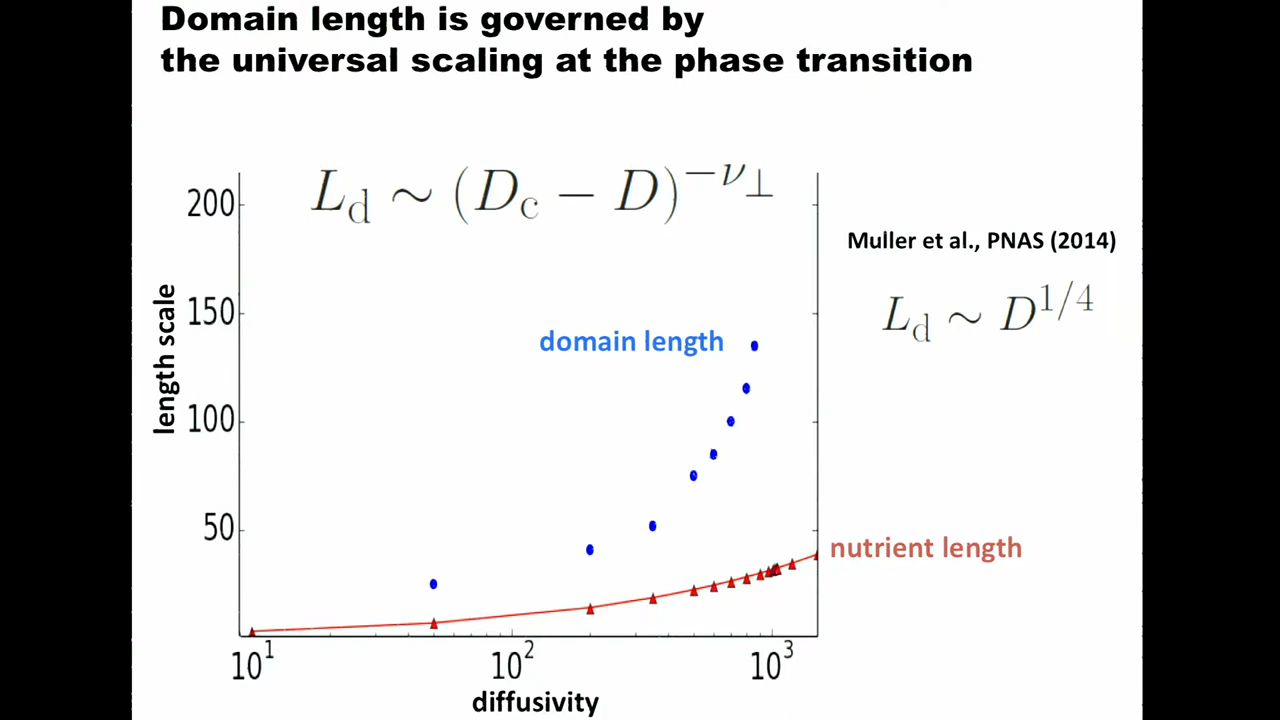 Domain length is governed by
the universal scaling at the phase transition
L_d ∼ (D_c − D)^{−ν_⊥}
200
150
100
50
length scale
domain length
Muller et al., PNAS (2014)
L_d ∼ D^{1/4}
nutrient length
10^1
10^2
10^3
diffusivity